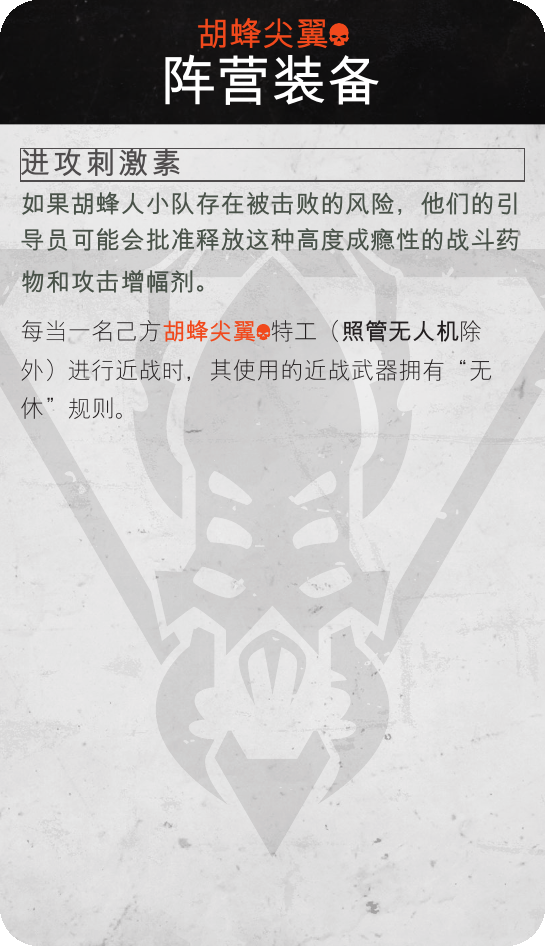 胡蜂尖翼
阵营装备
进攻刺激素
如果胡蜂人小队存在被击败的风险，他们的引
导员可能会批准释放这种高度成瘾性的战斗药
物和攻击增幅剂。
每当一名己方胡蜂尖翼特工（照管无人机除
外）进行近战时，其使用的近战武器拥有“无
休”规则。